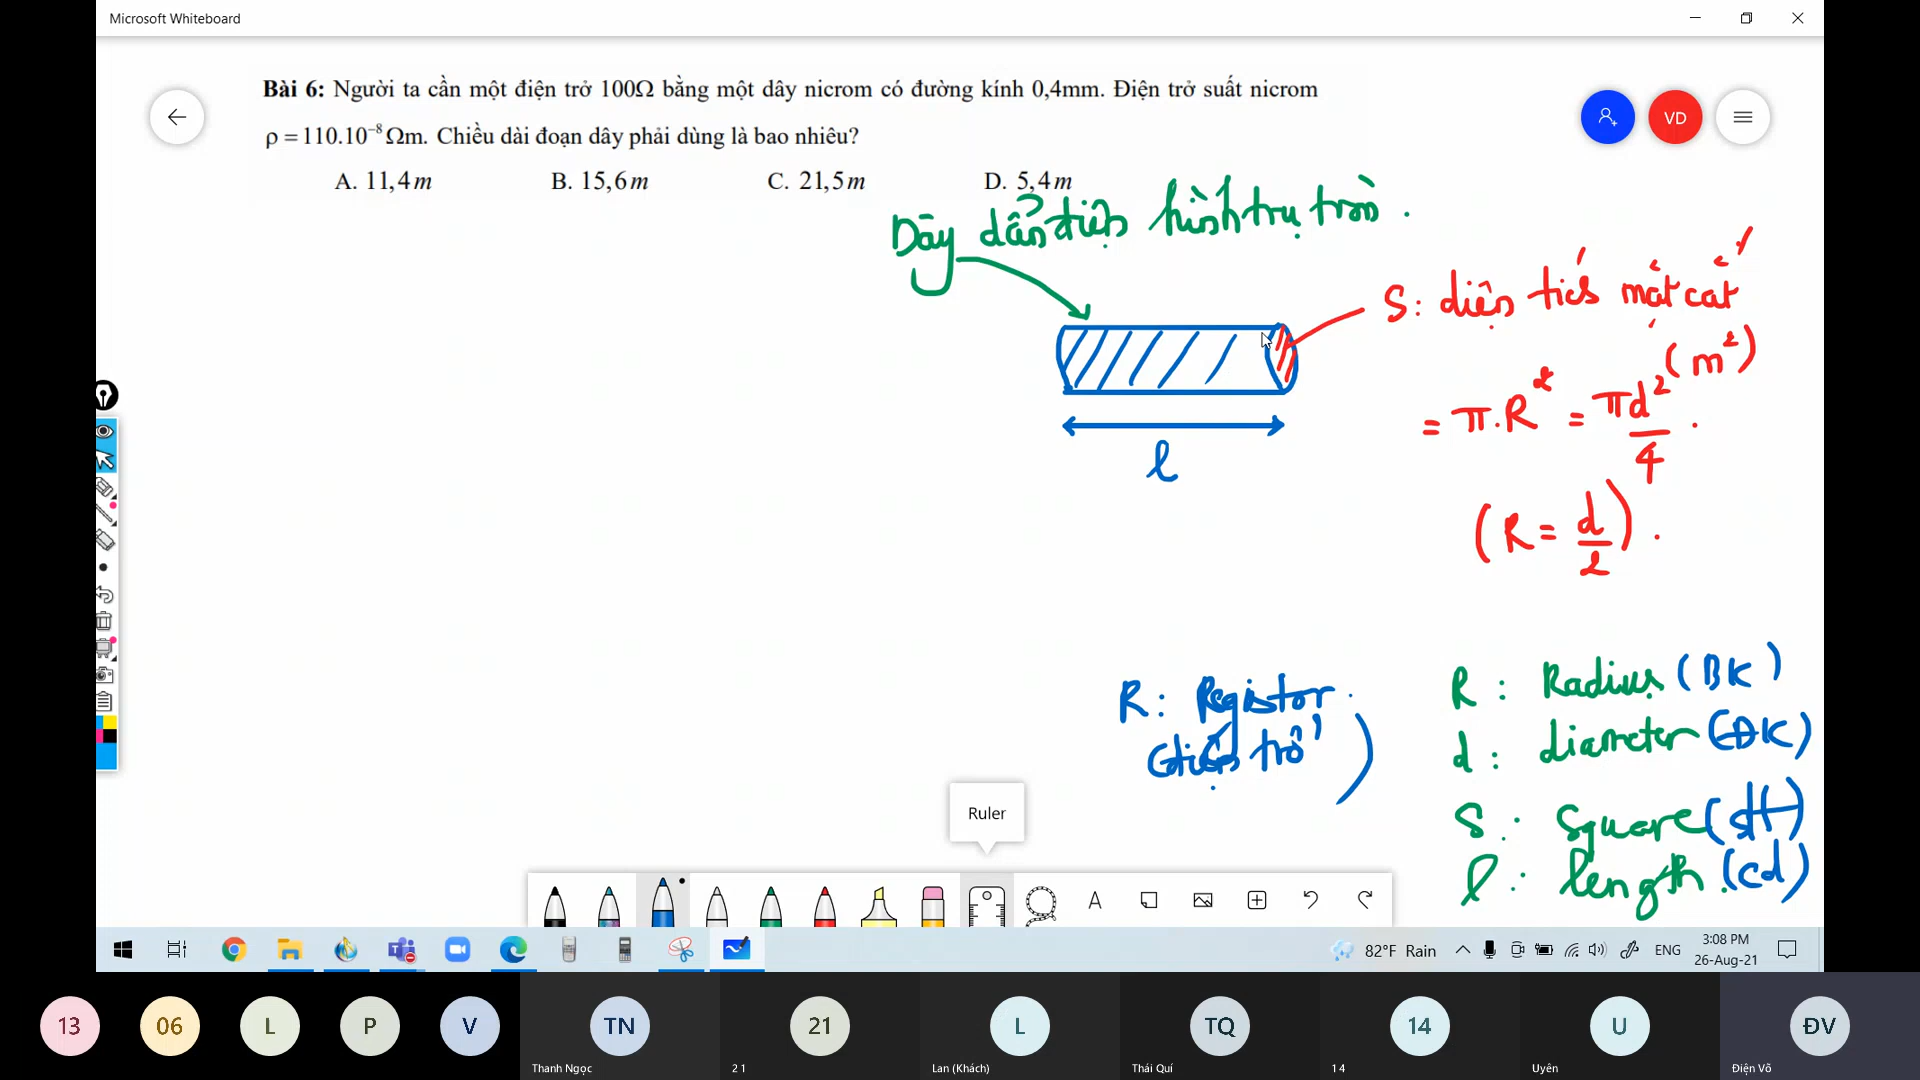 Microsoft Whiteboard
Bài 6: Người ta cần một điện trở 100Ω bằng một dây nicrom có đường kính 0,4mm. Điện trở suất nicrom
ρ = 110.10⁻⁸ Ωm. Chiều dài đoạn dây phải dùng là bao nhiêu?
A. 11,4m B. 15,6m C. 21,5m D. 5,4m
VD
Dây dẫn điện hình trụ tròn.
S: diện tích mặt cắt
(m²)
= π.R² = πd²/4.
l
(R = d/2).
R: Registor.
(điện trở)
R: Radius (BK)
d: diameter (ĐK)
S: Square (dt)
l: length. (cd)
Ruler
A
82°F Rain
ENG
3:08 PM
26-Aug-21
13
06
L
P
V
TN
21
L
TQ
14
U
ĐV
Thanh Ngọc
2 1
Lan (Khách)
Thái Quí
1 4
Uyên
Điện Võ